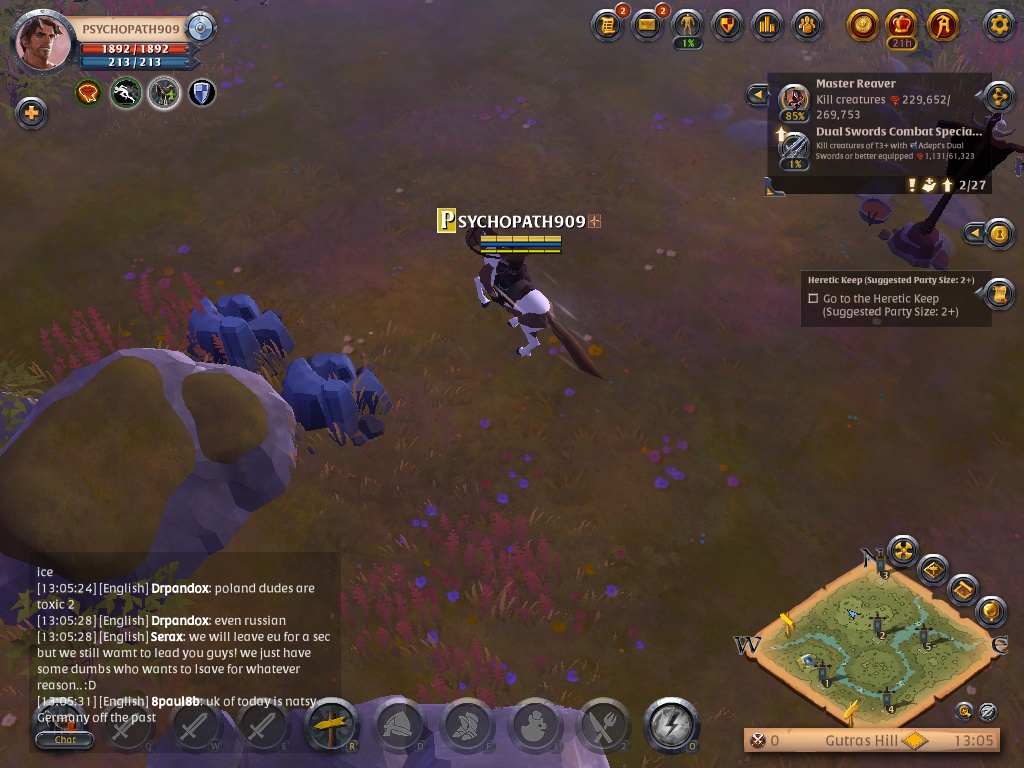 PSYCHOPATH909
1892 / 1892
213 / 213
2
2
1%
21h
Master Reaver
Kill creatures 229,652/
269,753
85%
Dual Swords Combat Specia...
Kill creatures of T3+ with Adept's Dual
Swords or better equipped 1,131/61,323
1%
2/27
PSYCHOPATH909
Heretic Keep (Suggested Party Size: 2+)
Go to the Heretic Keep
(Suggested Party Size: 2+)
ice
[13:05:24][English] Drpandox: poland dudes are
toxic 2
[13:05:28][English] Drpandox: even russian
[13:05:28][English] Serax: we will leave eu for a sec
but we still wamt to lead you guys! we just have
some dumbs who wants to lsave for whatever
reason..:D
[13:05:31][English] 8paul8b: uk of today is natsy
Germany off the past
Chat
Q
W
E
R
D
F
2
O
N
W
E
3
2
5
1
4
0
Gutras Hill
13:05